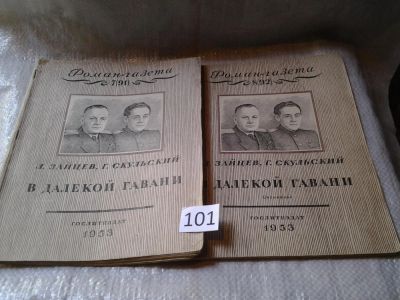 Роман-газета
7(91)
Л. ЗАЙЦЕВ, Г. СКУЛЬСКИЙ
В ДАЛЕКОЙ ГАВАНИ
ГОСЛИТИЗДАТ
1953
101
Роман-газета
8(92)
ЗАЙЦЕВ, Г. СКУЛЬСКИЙ
ДАЛЕКОЙ ГАВАНИ
ГОСЛИТИЗДАТ
1953